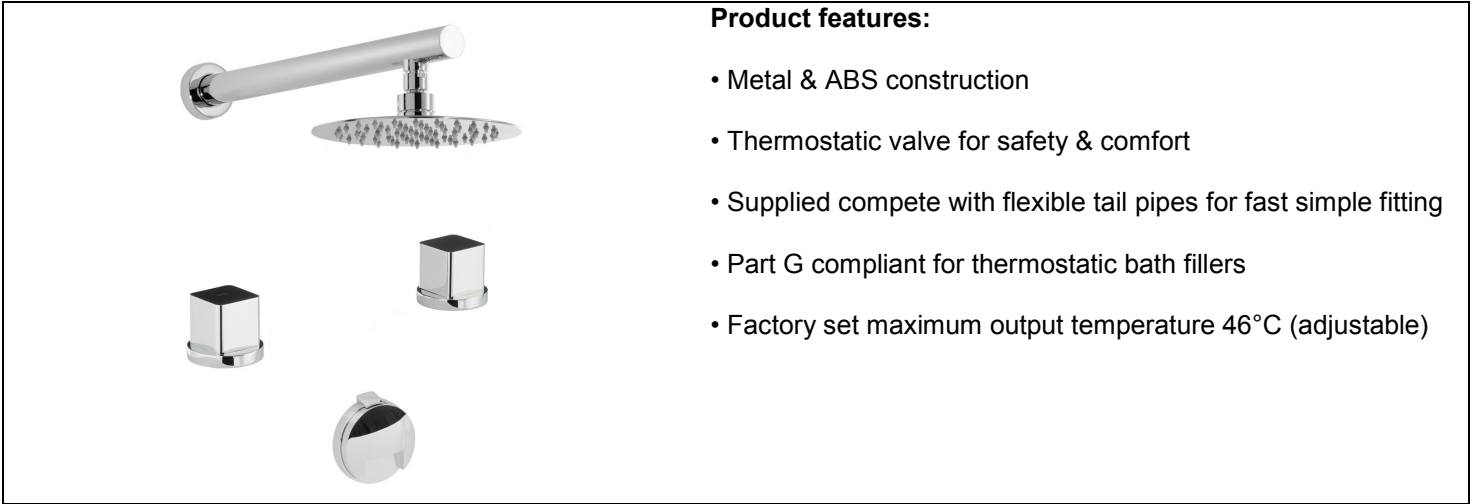 Product features:
• Metal & ABS construction
• Thermostatic valve for safety & comfort
• Supplied compete with flexible tail pipes for fast simple fitting
• Part G compliant for thermostatic bath fillers
• Factory set maximum output temperature 46°C (adjustable)